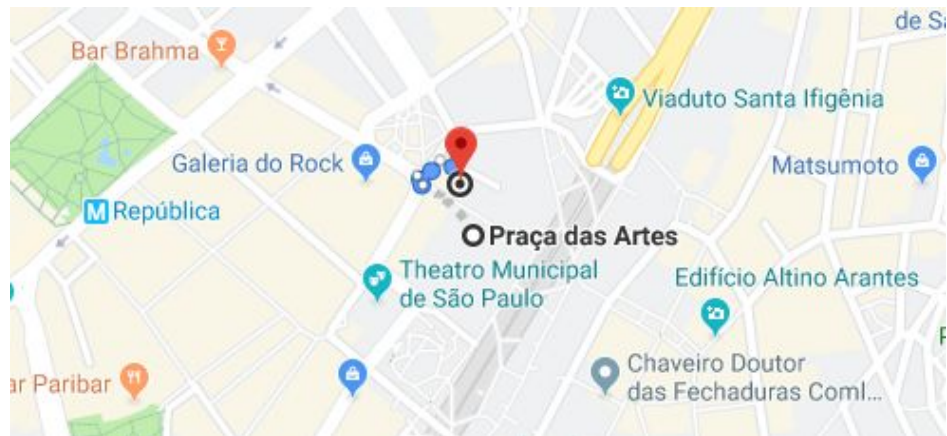 de Sa
Bar Brahma
Viaduto Santa Ifigênia
Galeria do Rock
Matsumoto
M República
Praça das Artes
Theatro Municipal
de São Paulo
Edifício Altino Arantes
Chaveiro Doutor
das Fechaduras Coml...
ar Paribar